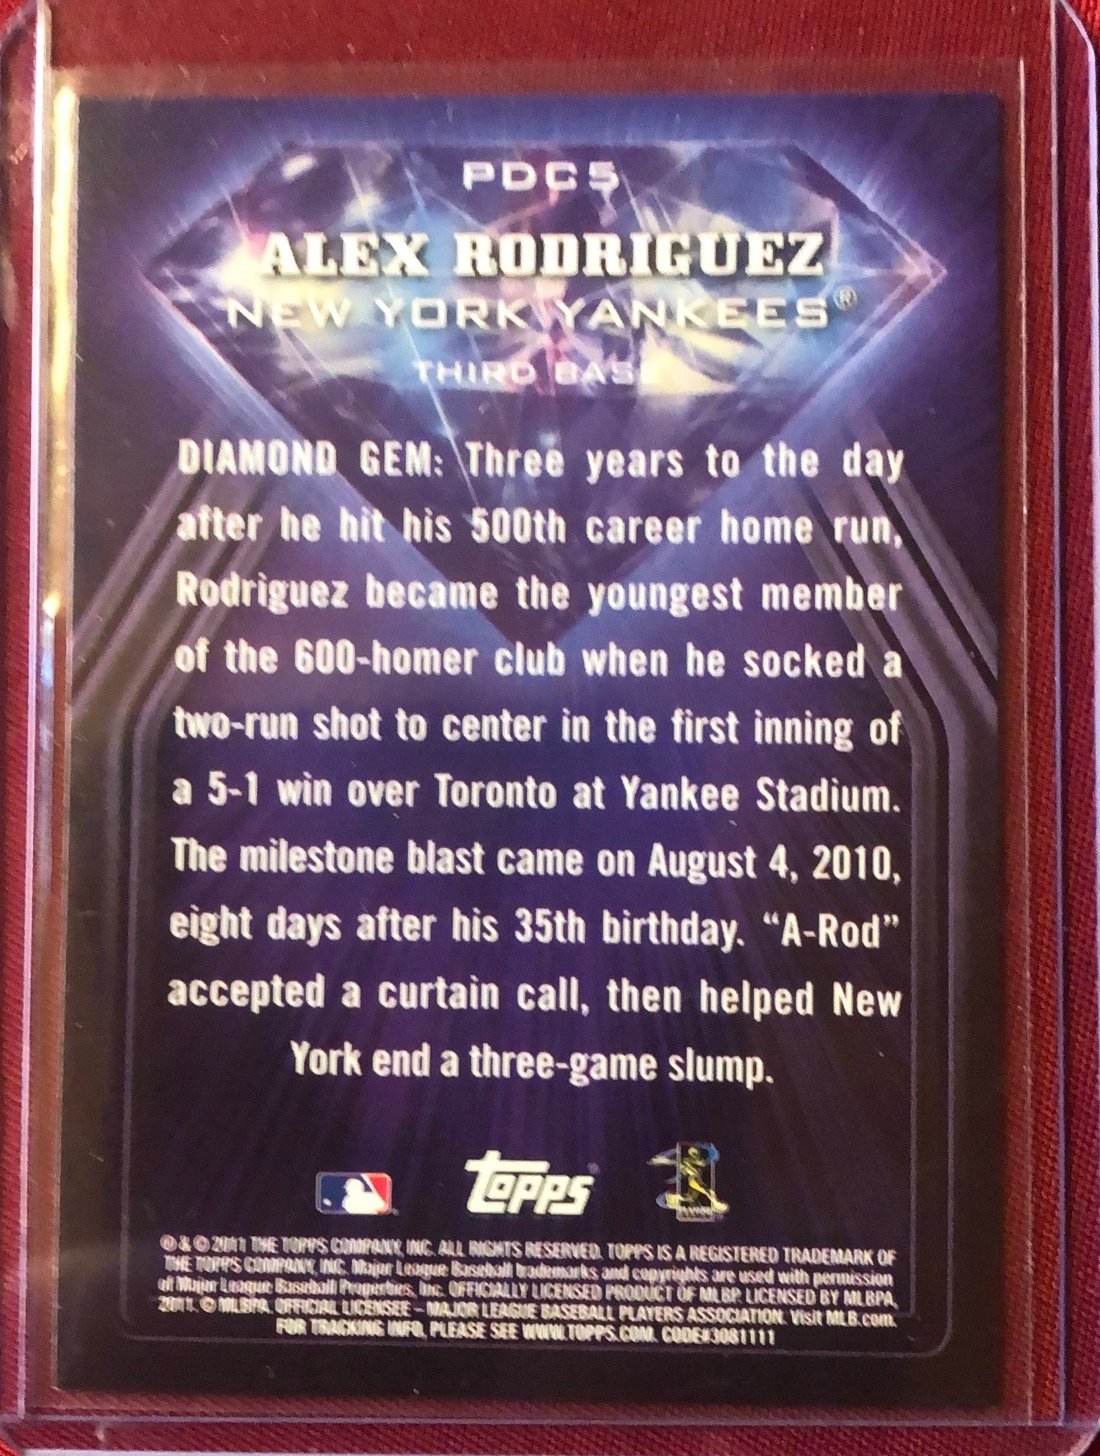 PDC5
ALEX RODRIGUEZ
NEW YORK YANKEES®
THIRD BASE
DIAMOND GEM: Three years to the day
after he hit his 500th career home run,
Rodriguez became the youngest member
of the 600-homer club when he socked a
two-run shot to center in the first inning of
a 5-1 win over Toronto at Yankee Stadium.
The milestone blast came on August 4, 2010,
eight days after his 35th birthday. “A-Rod”
accepted a curtain call, then helped New
York end a three-game slump.
Topps®
® & © 2011 THE TOPPS COMPANY, INC. ALL RIGHTS RESERVED. TOPPS IS A REGISTERED TRADEMARK OF
THE TOPPS COMPANY, INC. Major League Baseball trademarks and copyrights are used with permission
of Major League Baseball Properties, Inc. OFFICIALLY LICENSED PRODUCT OF MLBP. LICENSED BY MLBPA,
2011. © MLBPA. OFFICIAL LICENSEE – MAJOR LEAGUE BASEBALL PLAYERS ASSOCIATION. Visit MLB.com.
FOR TRACKING INFO, PLEASE SEE WWW.TOPPS.COM. CODE#3081111